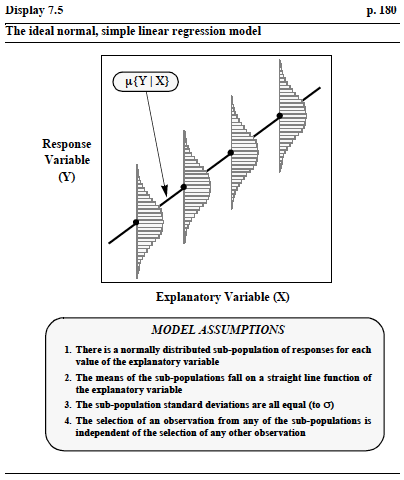 Display 7.5 p. 180
The ideal normal, simple linear regression model
μ{Y | X}
Response
Variable
(Y)
Explanatory Variable (X)
MODEL ASSUMPTIONS
1. There is a normally distributed sub-population of responses for each
value of the explanatory variable
2. The means of the sub-populations fall on a straight line function of
the explanatory variable
3. The sub-population standard deviations are all equal (to σ)
4. The selection of an observation from any of the sub-populations is
independent of the selection of any other observation